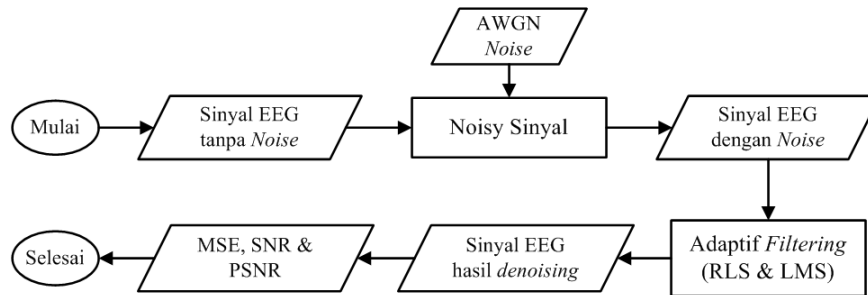 AWGN
Noise
Mulai
Sinyal EEG
tanpa Noise
Noisy Sinyal
Sinyal EEG
dengan Noise
Adaptif Filtering
(RLS & LMS)
Sinyal EEG
hasil denoising
MSE, SNR &
PSNR
Selesai